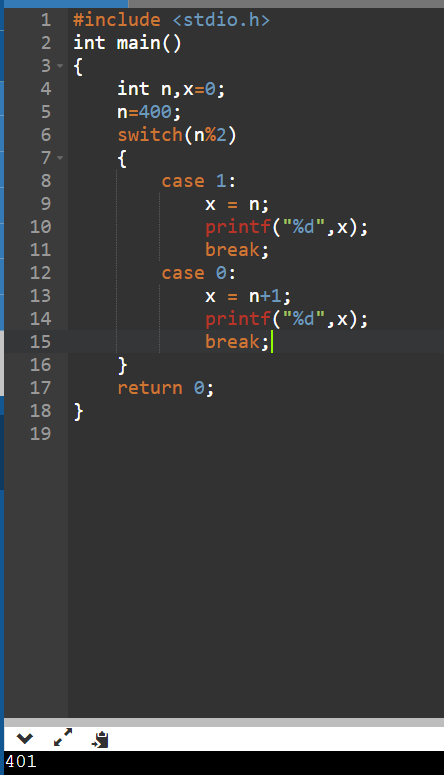 1 #include <stdio.h>
2 int main()
3 {
4     int n,x=0;
5     n=400;
6     switch(n%2)
7     {
8         case 1:
9             x = n;
10             printf("%d",x);
11             break;
12         case 0:
13             x = n+1;
14             printf("%d",x);
15             break;
16     }
17     return 0;
18 }
19
401